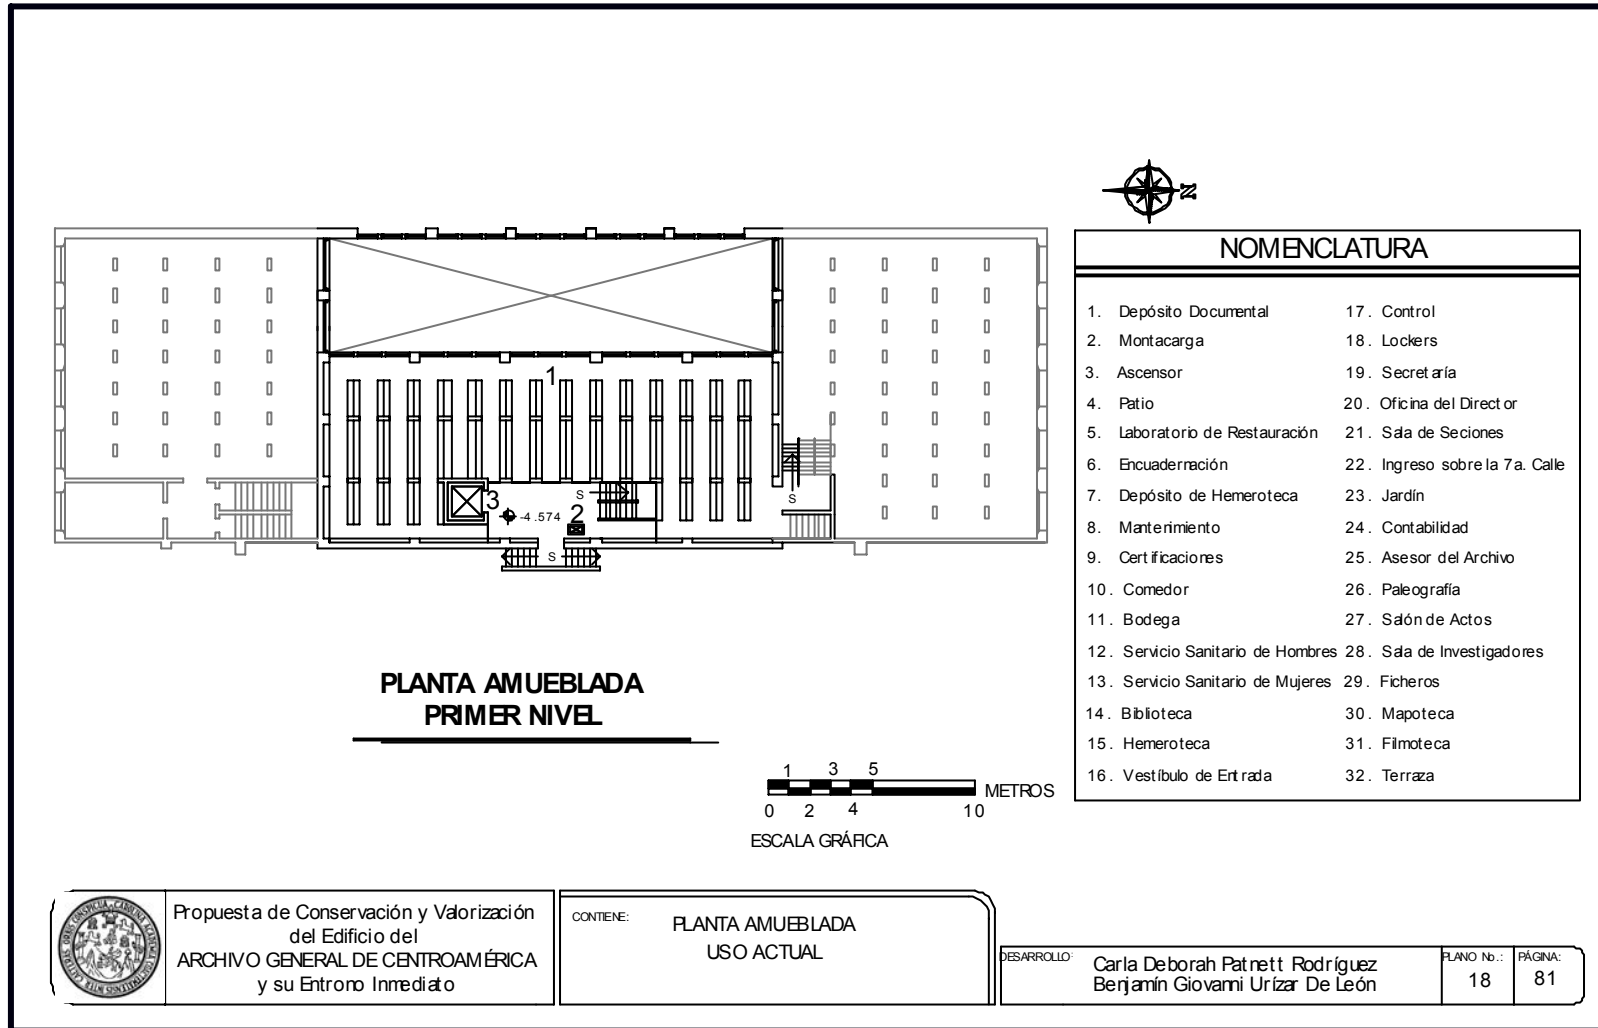 N
NOMENCLATURA
1. Depósito Documental
2. Montacarga
3. Ascensor
4. Patio
5. Laboratorio de Restauración
6. Encuadernación
7. Depósito de Hemeroteca
8. Mantenimiento
9. Certificaciones
10. Comedor
11. Bodega
12. Servicio Sanitario de Hombres
13. Servicio Sanitario de Mujeres
14. Biblioteca
15. Hemeroteca
16. Vestíbulo de Entrada
17. Control
18. Lockers
19. Secretaría
20. Oficina del Director
21. Sala de Seciones
22. Ingreso sobre la 7a. Calle
23. Jardín
24. Contabilidad
25. Asesor del Archivo
26. Paleografía
27. Salón de Actos
28. Sala de Investigadores
29. Ficheros
30. Mapoteca
31. Filmoteca
32. Terraza
1
3
S
2
-4.574
S
S
PLANTA AMUEBLADA
PRIMER NIVEL
1 3 5
METROS
0 2 4 10
ESCALA GRÁFICA
Propuesta de Conservación y Valorización
del Edificio del
ARCHIVO GENERAL DE CENTROAMÉRICA
y su Entrono Inmediato
CONTIENE:
PLANTA AMUEBLADA
USO ACTUAL
DESARROLLO:
Carla Deborah Patnett Rodríguez
Benjamín Giovanni Urízar De León
PLANO No.:
18
PÁGINA:
81